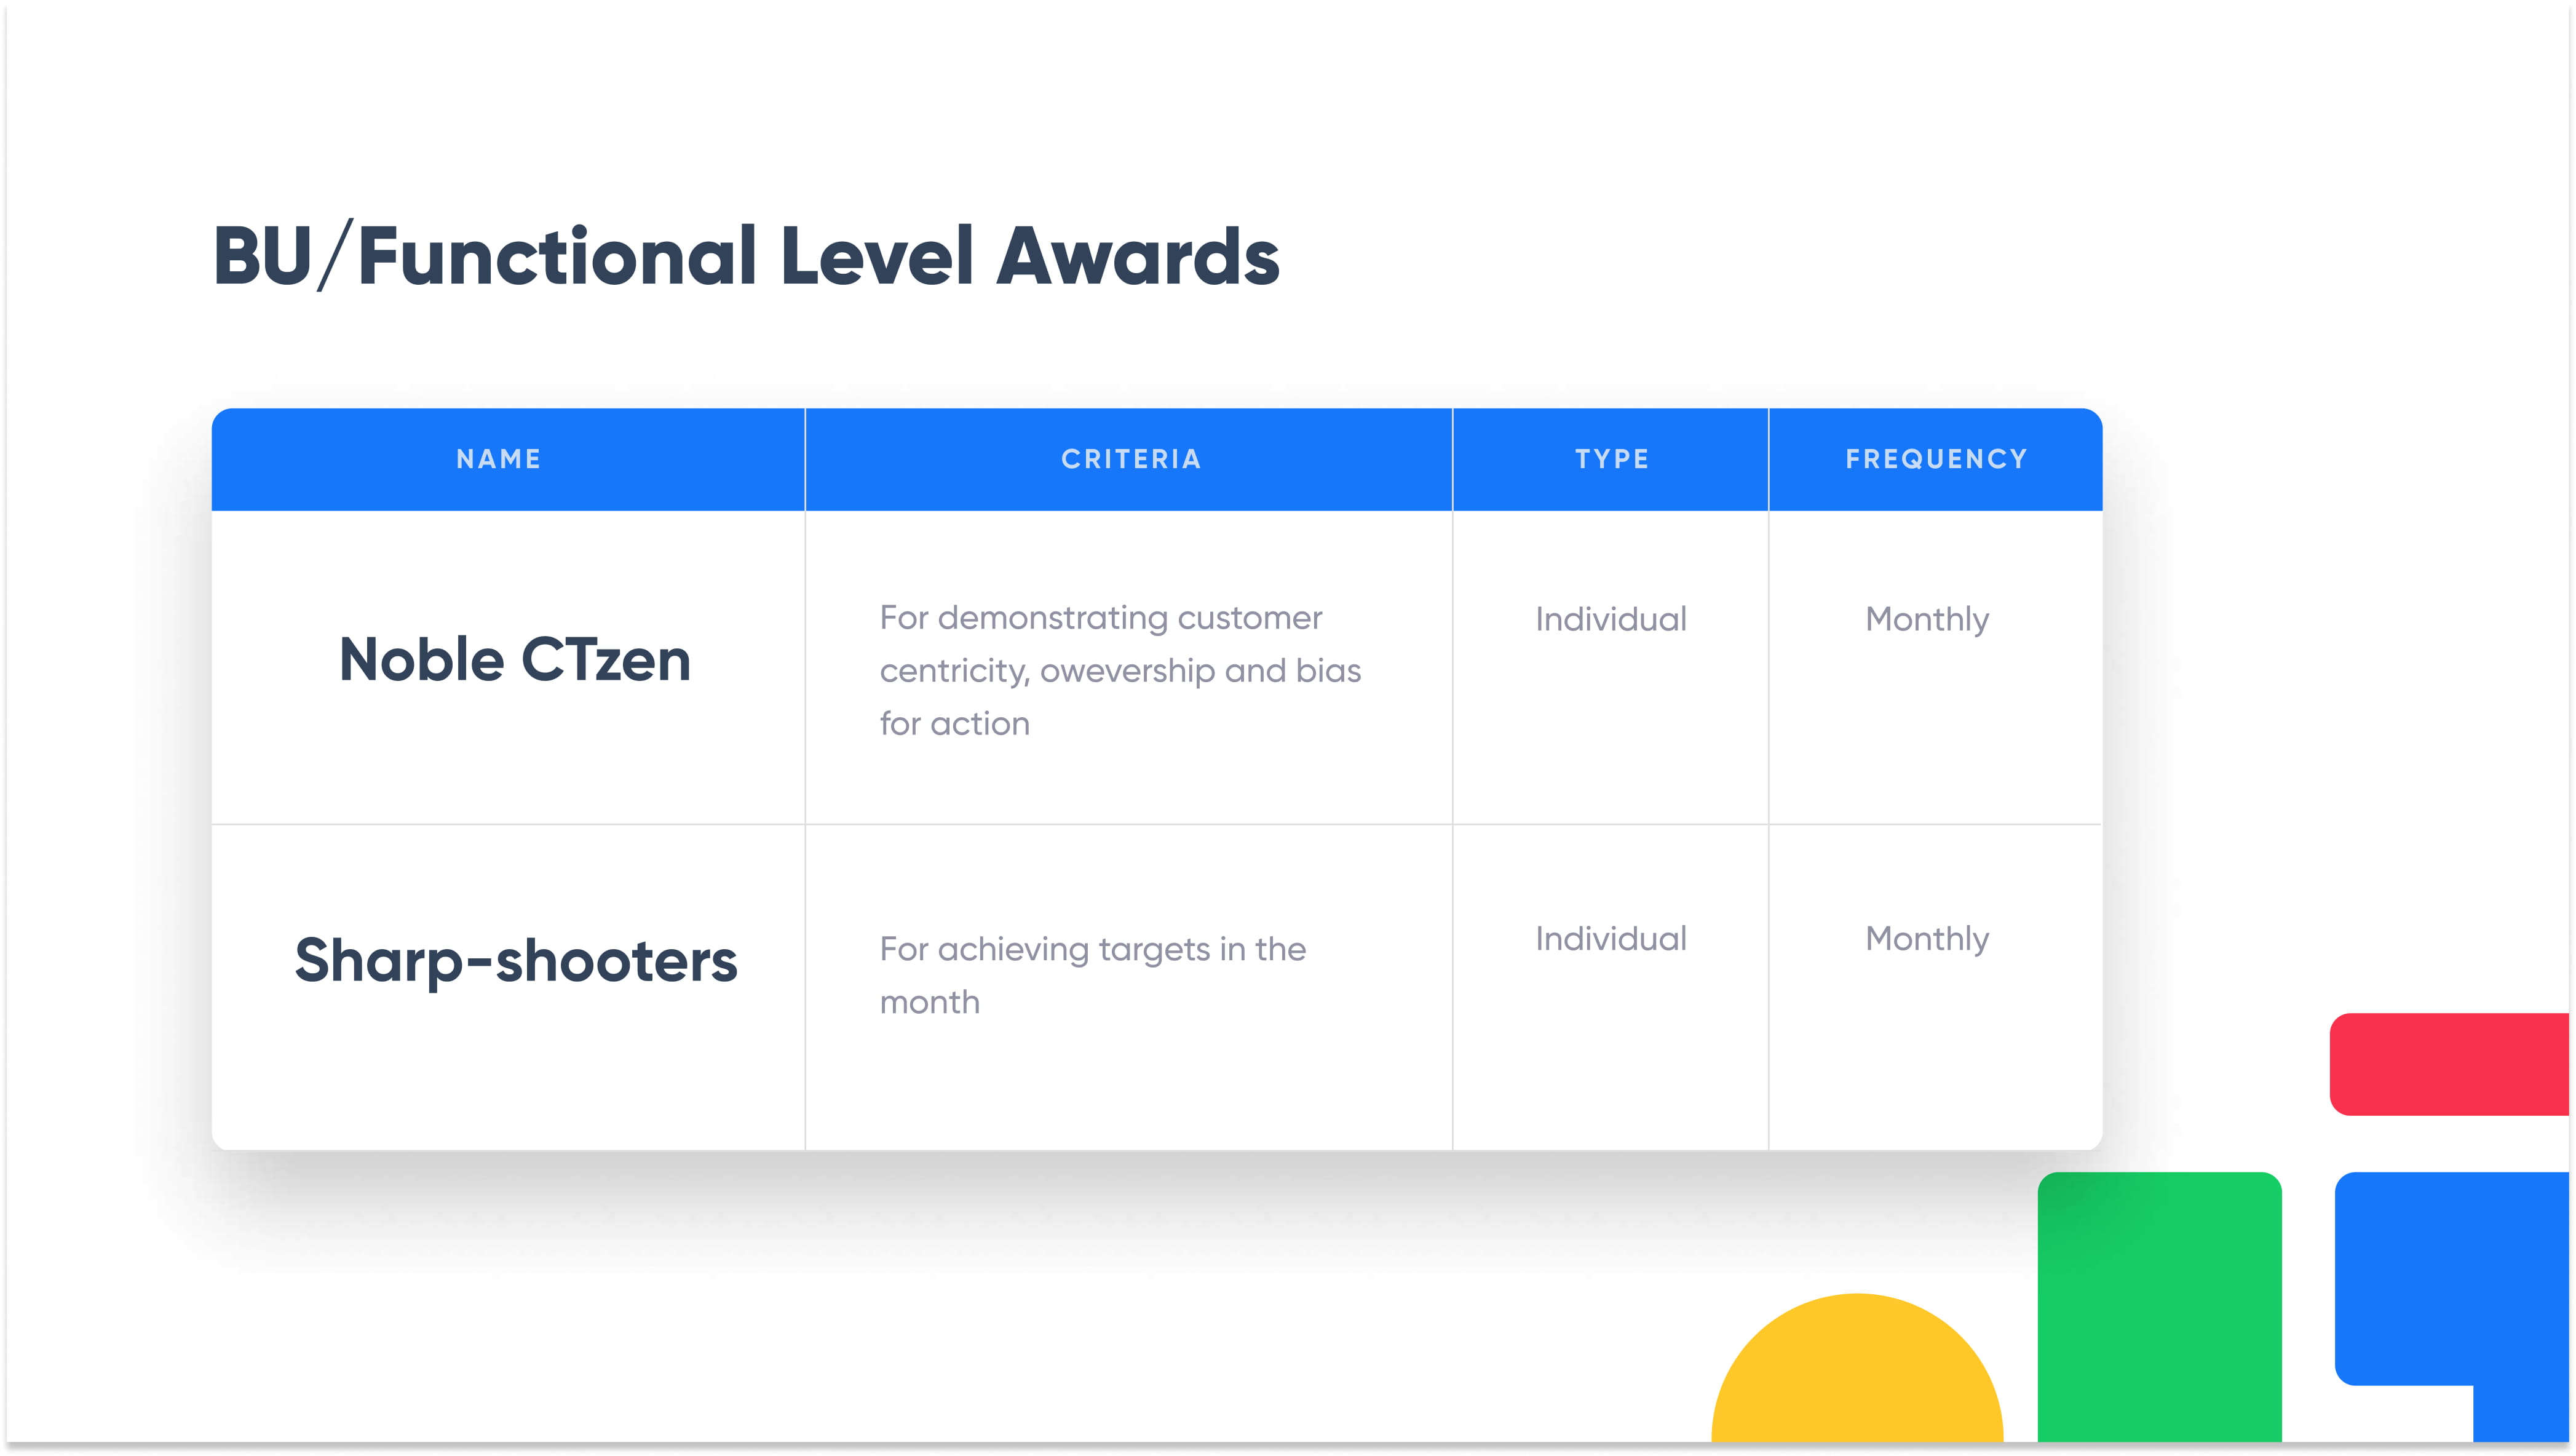 BU/Functional Level Awards
NAME
CRITERIA
TYPE
FREQUENCY
Noble CTzen
For demonstrating customer
centricity, owevership and bias
for action
Individual
Monthly
Sharp-shooters
For achieving targets in the
month
Individual
Monthly